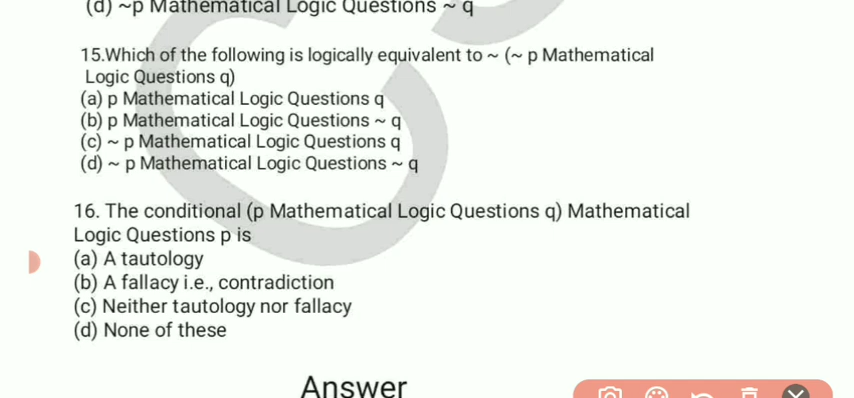 (d) ~p Mathematical Logic Questions ~ q
15.Which of the following is logically equivalent to ~ (~ p Mathematical
Logic Questions q)
(a) p Mathematical Logic Questions q
(b) p Mathematical Logic Questions ~ q
(c) ~ p Mathematical Logic Questions q
(d) ~ p Mathematical Logic Questions ~ q
16. The conditional (p Mathematical Logic Questions q) Mathematical
Logic Questions p is
(a) A tautology
(b) A fallacy i.e., contradiction
(c) Neither tautology nor fallacy
(d) None of these
Answer